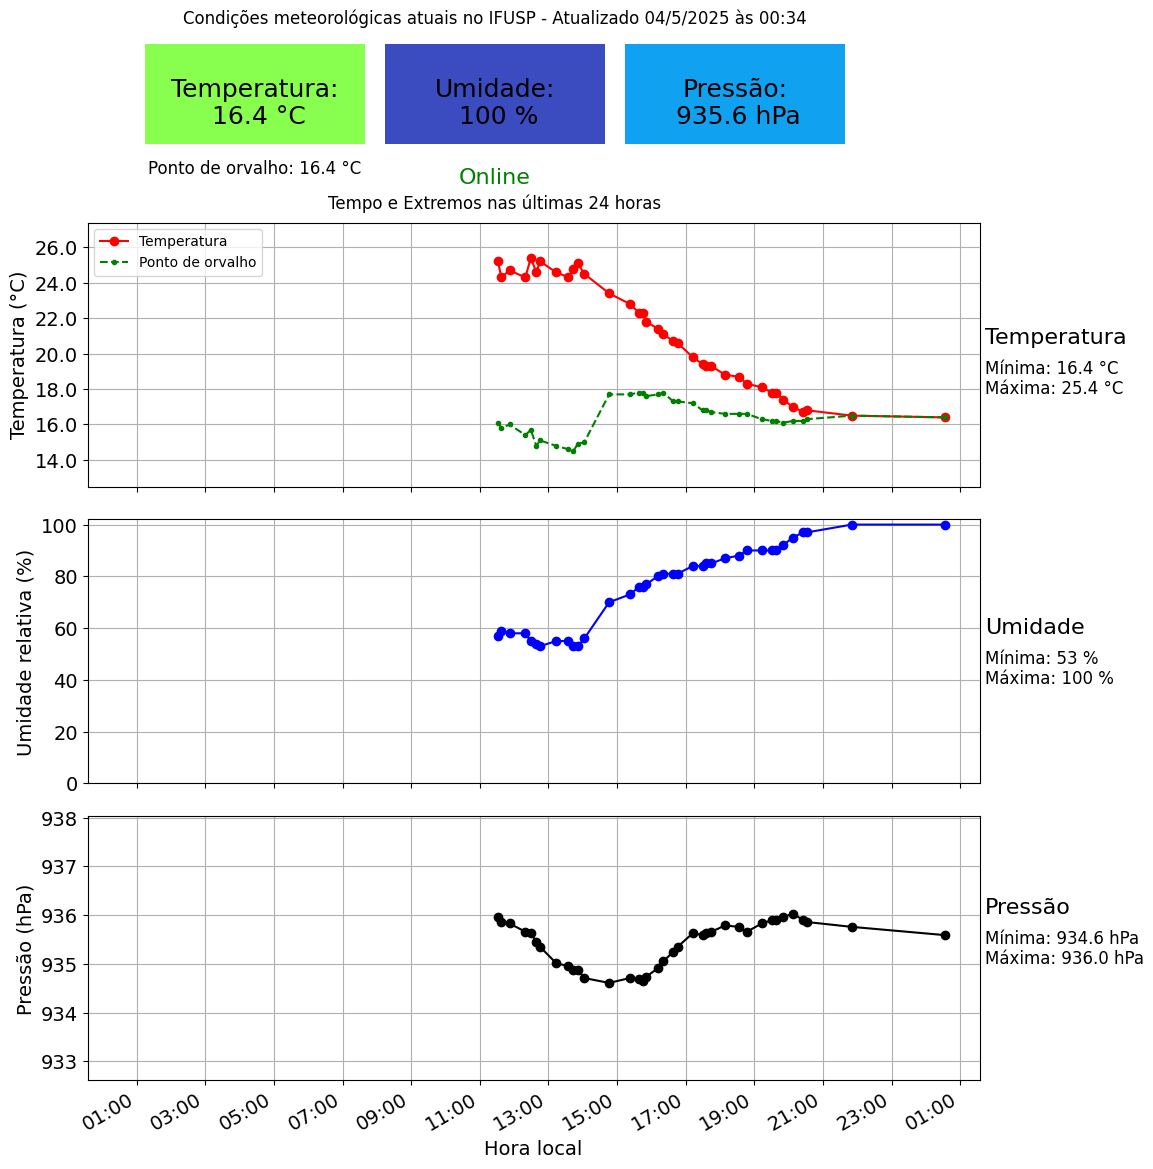 Condições meteorológicas atuais no IFUSP - Atualizado 04/5/2025 às 00:34
Temperatura:
16.4 °C
Umidade:
100 %
Pressão:
935.6 hPa
Ponto de orvalho: 16.4 °C
Online
Tempo e Extremos nas últimas 24 horas
Temperatura (°C)
26.0
24.0
22.0
20.0
18.0
16.0
14.0
Temperatura
Ponto de orvalho
Temperatura
Mínima: 16.4 °C
Máxima: 25.4 °C
Umidade relativa (%)
100
80
60
40
20
0
Umidade
Mínima: 53 %
Máxima: 100 %
Pressão (hPa)
938
937
936
935
934
933
Pressão
Mínima: 934.6 hPa
Máxima: 936.0 hPa
01:00 03:00 05:00 07:00 09:00 11:00 13:00 15:00 17:00 19:00 21:00 23:00 01:00
Hora local